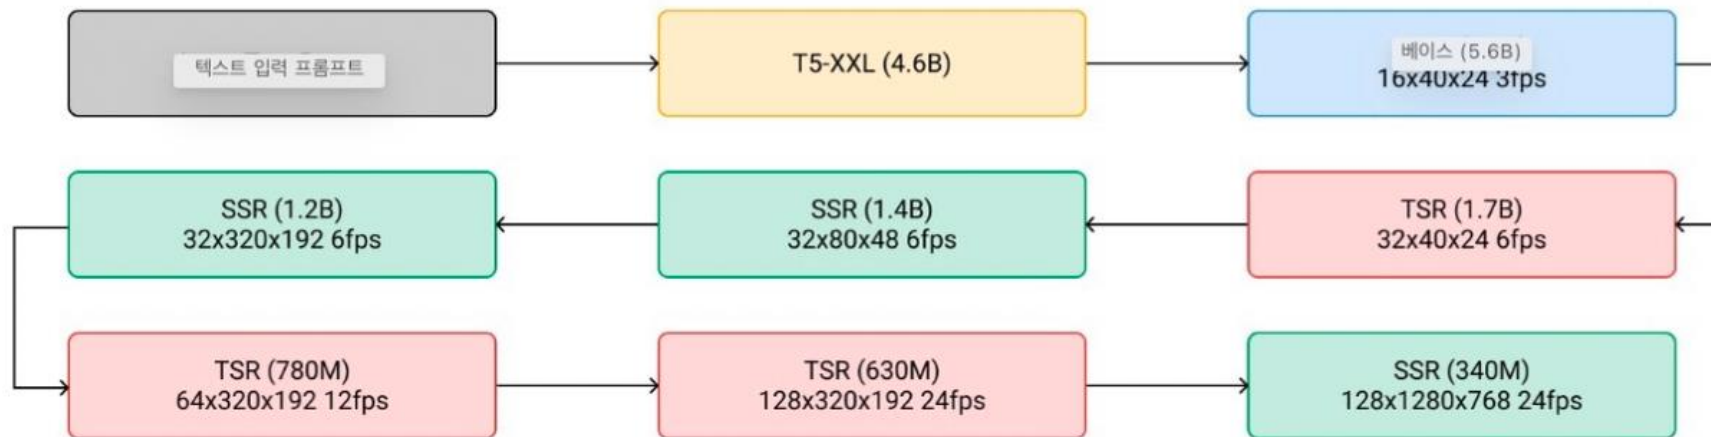 텍스트 입력 프롬프트
T5-XXL (4.6B)
베이스 (5.6B)
16x40x24 3fps
SSR (1.2B)
32x320x192 6fps
SSR (1.4B)
32x80x48 6fps
TSR (1.7B)
32x40x24 6fps
TSR (780M)
64x320x192 12fps
TSR (630M)
128x320x192 24fps
SSR (340M)
128x1280x768 24fps